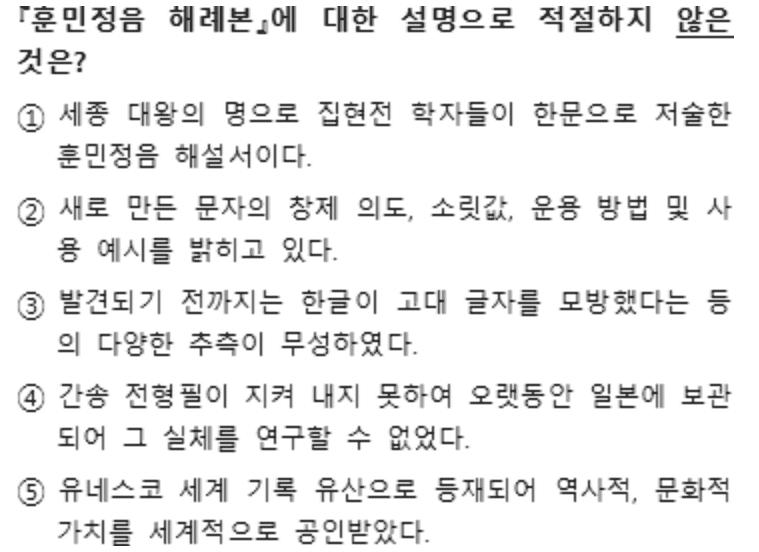 『훈민정음 해례본』에 대한 설명으로 적절하지 않은
것은?
① 세종 대왕의 명으로 집현전 학자들이 한문으로 저술한
훈민정음 해설서이다.
② 새로 만든 문자의 창제 의도, 소릿값, 운용 방법 및 사
용 예시를 밝히고 있다.
③ 발견되기 전까지는 한글이 고대 글자를 모방했다는 등
의 다양한 추측이 무성하였다.
④ 간송 전형필이 지켜 내지 못하여 오랫동안 일본에 보관
되어 그 실체를 연구할 수 없었다.
⑤ 유네스코 세계 기록 유산으로 등재되어 역사적, 문화적
가치를 세계적으로 공인받았다.